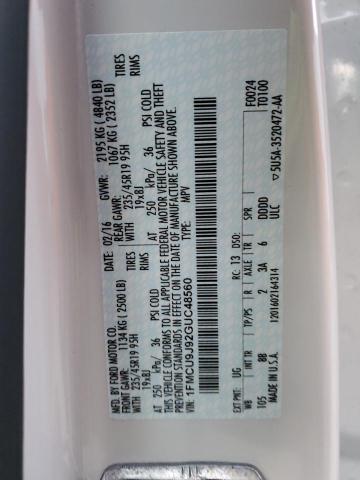 MFD. BY FORD MOTOR CO.
DATE: 02/16 GVWR: 2195 KG ( 4840 LB)
FRONT GAWR: 1134 KG ( 2500 LB) REAR GAWR: 1067 KG ( 2352 LB)
235/45R19 95H WITH 235/45R19 95H TIRES
19x8J 19x8J RIMS
AT 250 kPa/ 36 PSI COLD AT 250 kPa/ 36 PSI COLD
THIS VEHICLE CONFORMS TO ALL APPLICABLE FEDERAL MOTOR VEHICLE SAFETY, BUMPER AND THEFT
PREVENTION STANDARDS IN EFFECT ON THE DATE OF MANUFACTURE SHOWN ABOVE.
VIN: 1FMCU9J92GUC48560
TYPE: MPV F0024
T0100
EXT PNT: UG RC: 13 DSO:
WB INT TR TP/PS R AXLE TR SPR
105 BB 2 3A 6 DDDD
MADE IN U.S.A. 1201602164314 ULC ▽5U5A-3520472-AA